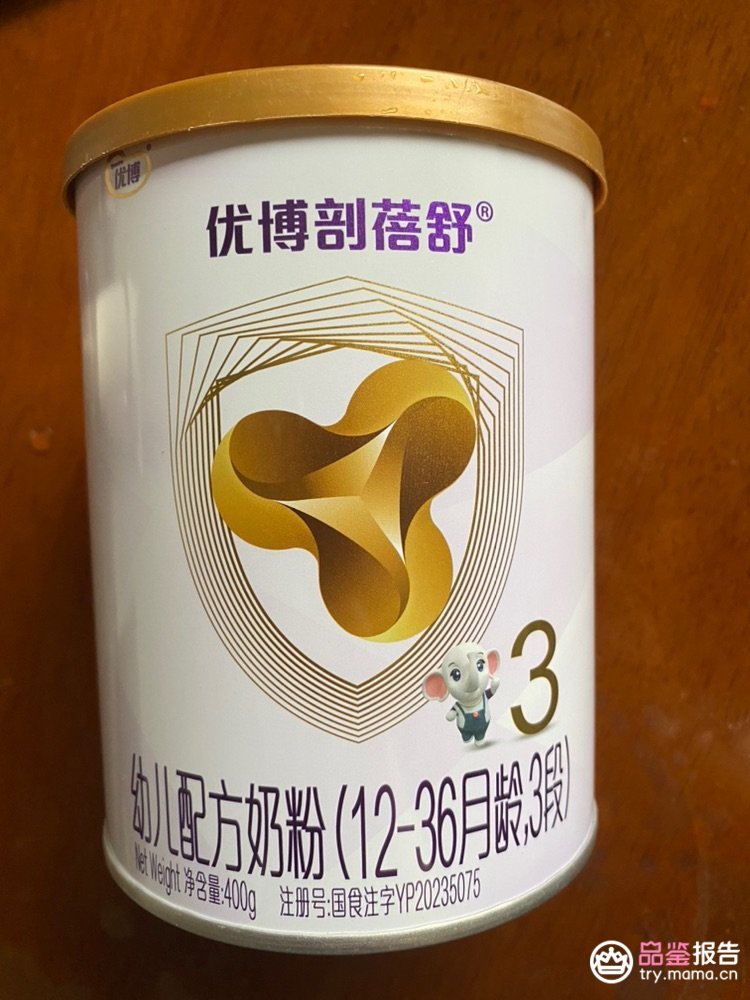 优博
优博剖蓓舒®
3
幼儿配方奶粉(12-36月龄,3段)
Net Weight 净含量:400g 注册号:国食注字YP20235075
品鉴报告
try.mama.cn